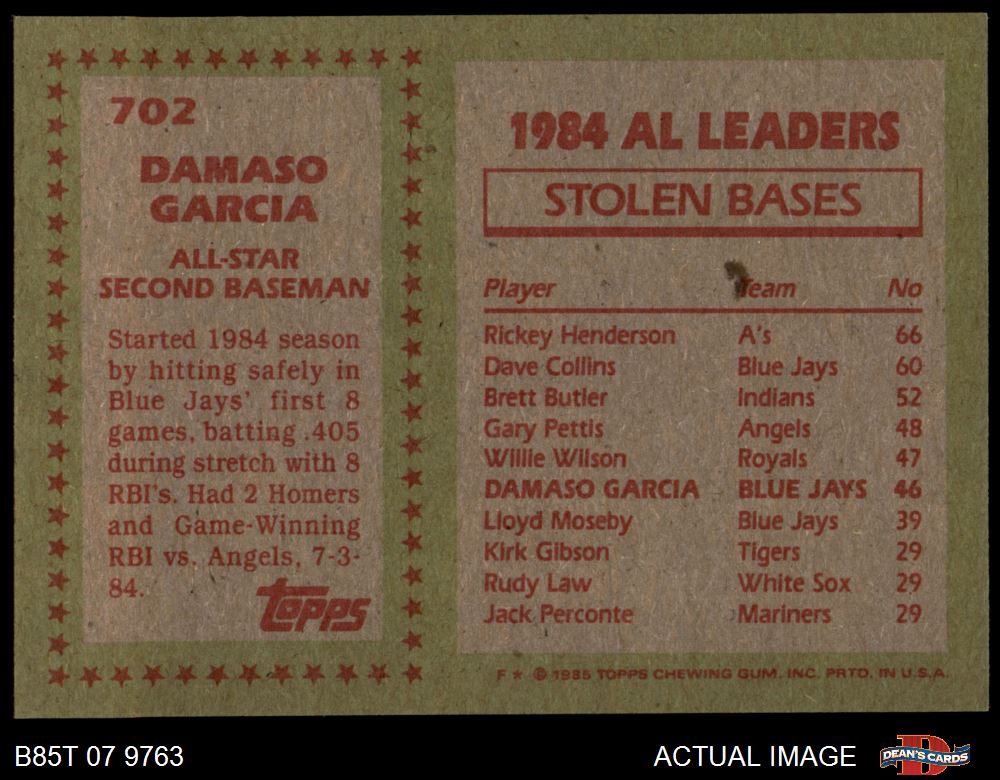 702
DAMASO
GARCIA
ALL-STAR
SECOND BASEMAN
Started 1984 season
by hitting safely in
Blue Jays' first 8
games, batting .405
during stretch with 8
RBI's. Had 2 Homers
and Game-Winning
RBI vs. Angels, 7-3-
84.
topps
1984 AL LEADERS
STOLEN BASES
Player Team No
Rickey Henderson A's 66
Dave Collins Blue Jays 60
Brett Butler Indians 52
Gary Pettis Angels 48
Willie Wilson Royals 47
DAMASO GARCIA BLUE JAYS 46
Lloyd Moseby Blue Jays 39
Kirk Gibson Tigers 29
Rudy Law White Sox 29
Jack Perconte Mariners 29
F * © 1985 TOPPS CHEWING GUM, INC. PRTD. IN U.S.A.
B85T 07 9763
ACTUAL IMAGE
D
DEAN'S CARDS